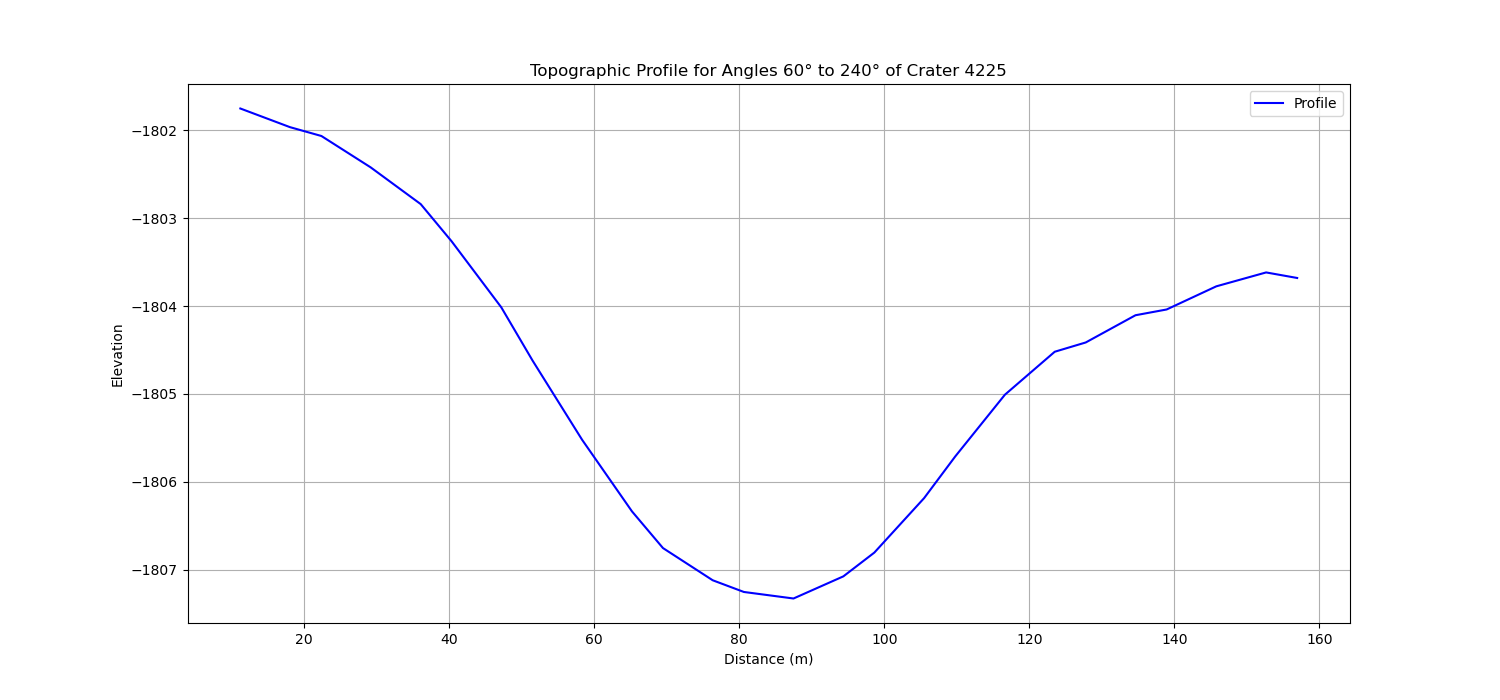 Topographic Profile for Angles 60° to 240° of Crater 4225
Profile
−1802
−1803
−1804
−1805
−1806
−1807
Elevation
20 40 60 80 100 120 140 160
Distance (m)